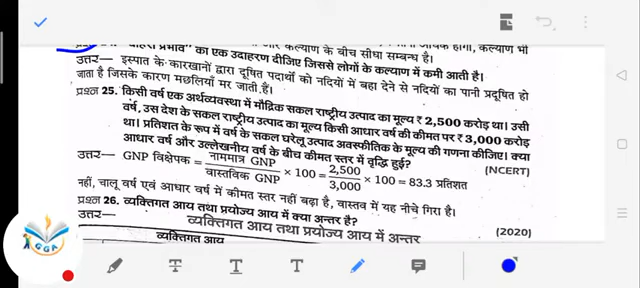 "बाहरी प्रभाव" का एक उदाहरण दीजिए जिससे लोगों के कल्याण में कमी आती है।
और कल्याण के बीच सीधा सम्बन्ध है।
उत्तर— इस्पात के कारखानों द्वारा दूषित पदार्थों को नदियों में बहा देने से नदियों का पानी प्रदूषित हो
जाता है जिसके कारण मछलियाँ मर जाती हैं।
प्रश्न 25. किसी वर्ष एक अर्थव्यवस्था में मौद्रिक सकल राष्ट्रीय उत्पाद का मूल्य ₹ 2,500 करोड़ था। उसी
वर्ष, उस देश के सकल राष्ट्रीय उत्पाद का मूल्य किसी आधार वर्ष की कीमत पर ₹ 3,000 करोड़
था। प्रतिशत के रूप में वर्ष के सकल घरेलू उत्पाद अवस्फीतिक के मूल्य की गणना कीजिए। क्या
आधार वर्ष और उल्लेखनीय वर्ष के बीच कीमत स्तर में वृद्धि हुई? (NCERT)
उत्तर— GNP विक्षेपक = नाममात्र GNP / वास्तविक GNP × 100 = 2,500 / 3,000 × 100 = 83.3 प्रतिशत
नहीं, चालू वर्ष एवं आधार वर्ष में कीमत स्तर नहीं बढ़ा है, वास्तव में यह नीचे गिरा है।
प्रश्न 26. व्यक्तिगत आय तथा प्रयोज्य आय में क्या अन्तर है? (2020)
उत्तर—
व्यक्तिगत आय तथा प्रयोज्य आय में अन्तर
व्यक्तिगत आय
GGA